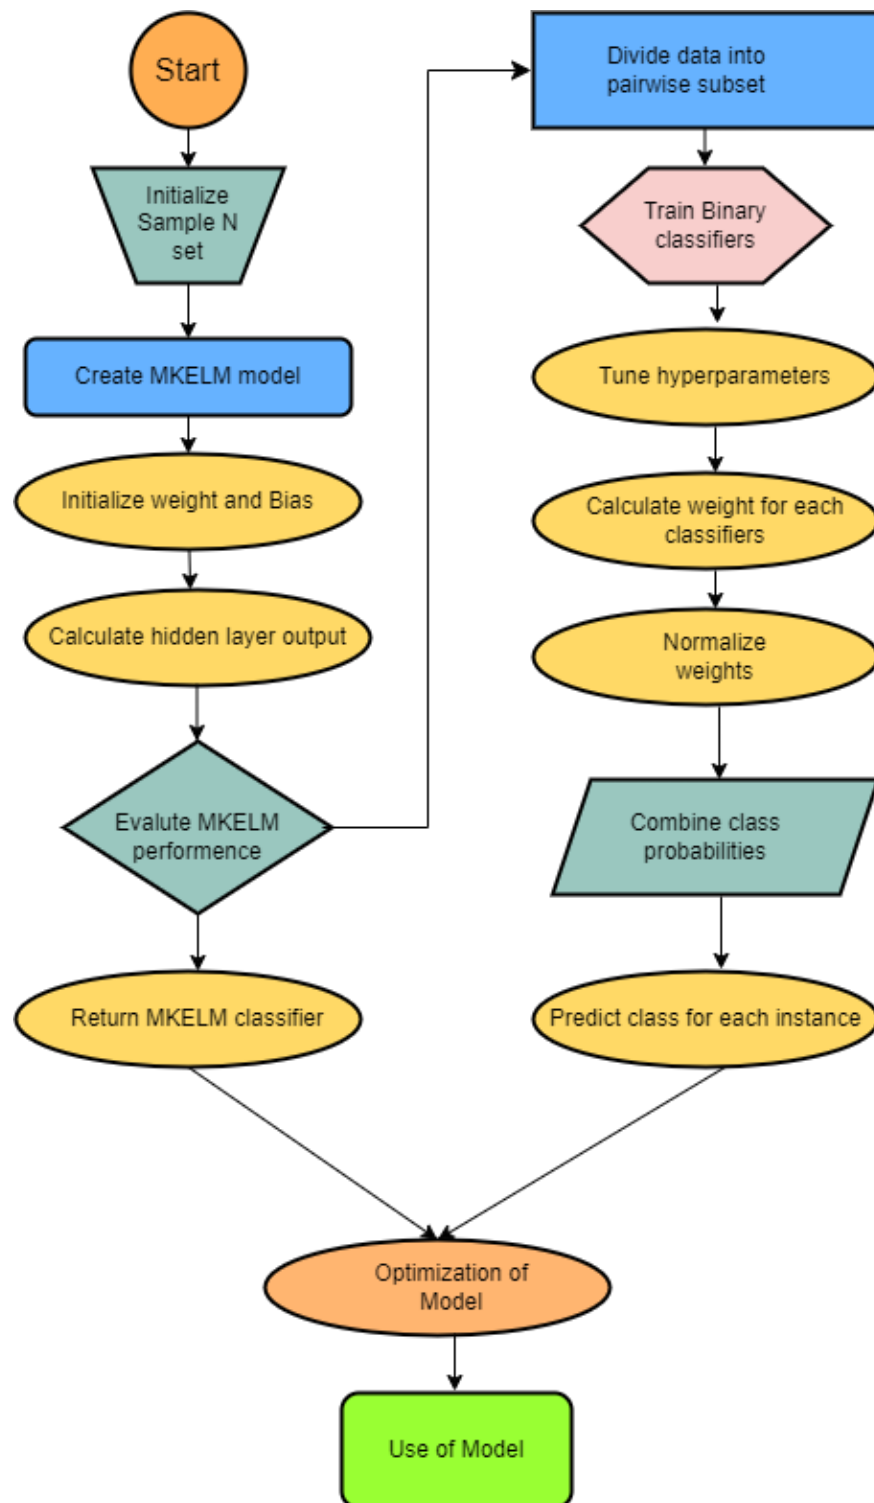 Start
Initialize
Sample N
set
Create MKELM model
Initialize weight and Bias
Calculate hidden layer output
Evalute MKELM
performence
Return MKELM classifier
Divide data into
pairwise subset
Train Binary
classifiers
Tune hyperparameters
Calculate weight for each
classifiers
Normalize
weights
Combine class
probabilities
Predict class for each instance
Optimization of
Model
Use of Model